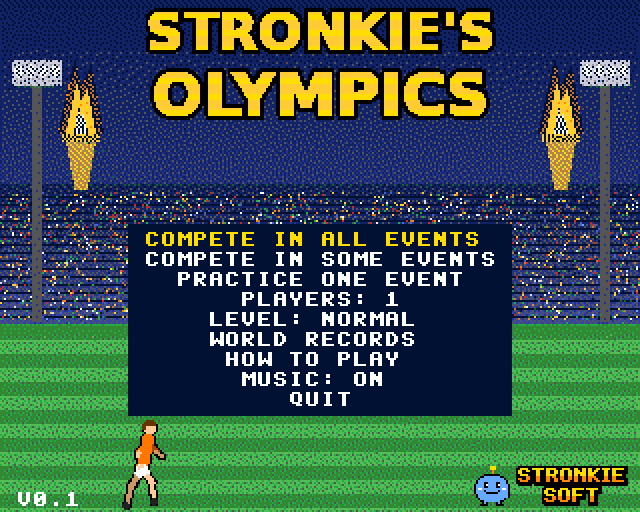 STRONKIE'S
OLYMPICS
COMPETE IN ALL EVENTS
COMPETE IN SOME EVENTS
PRACTICE ONE EVENT
PLAYERS: 1
LEVEL: NORMAL
WORLD RECORDS
HOW TO PLAY
MUSIC: ON
QUIT
V0.1
STRONKIE
SOFT